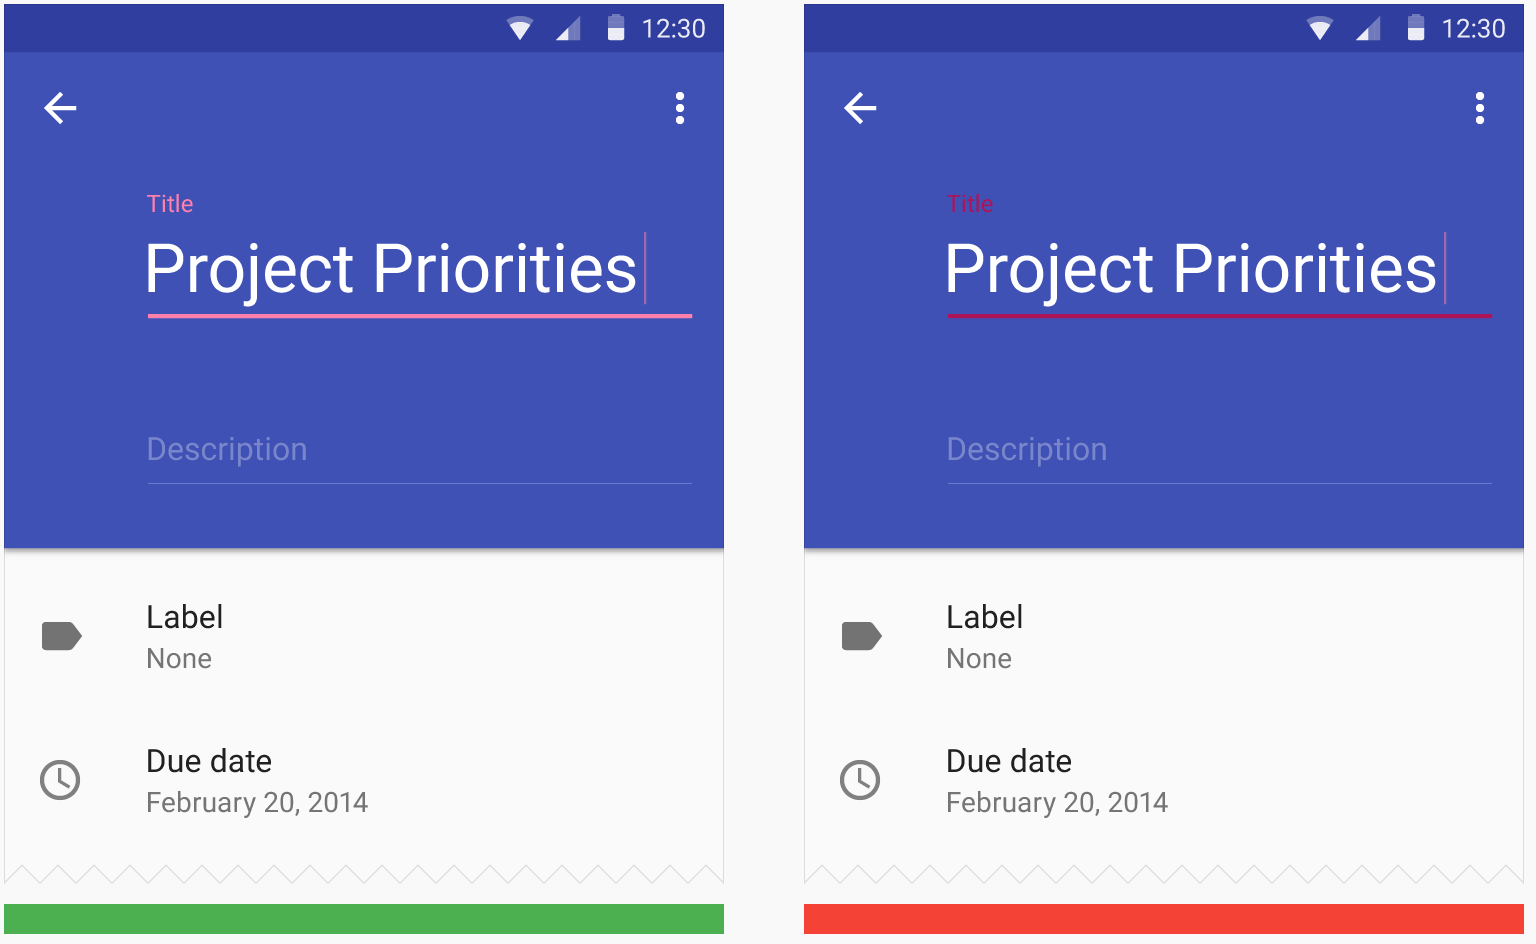 12:30
Title
Project Priorities
Description
Label
None
Due date
February 20, 2014
12:30
Title
Project Priorities
Description
Label
None
Due date
February 20, 2014